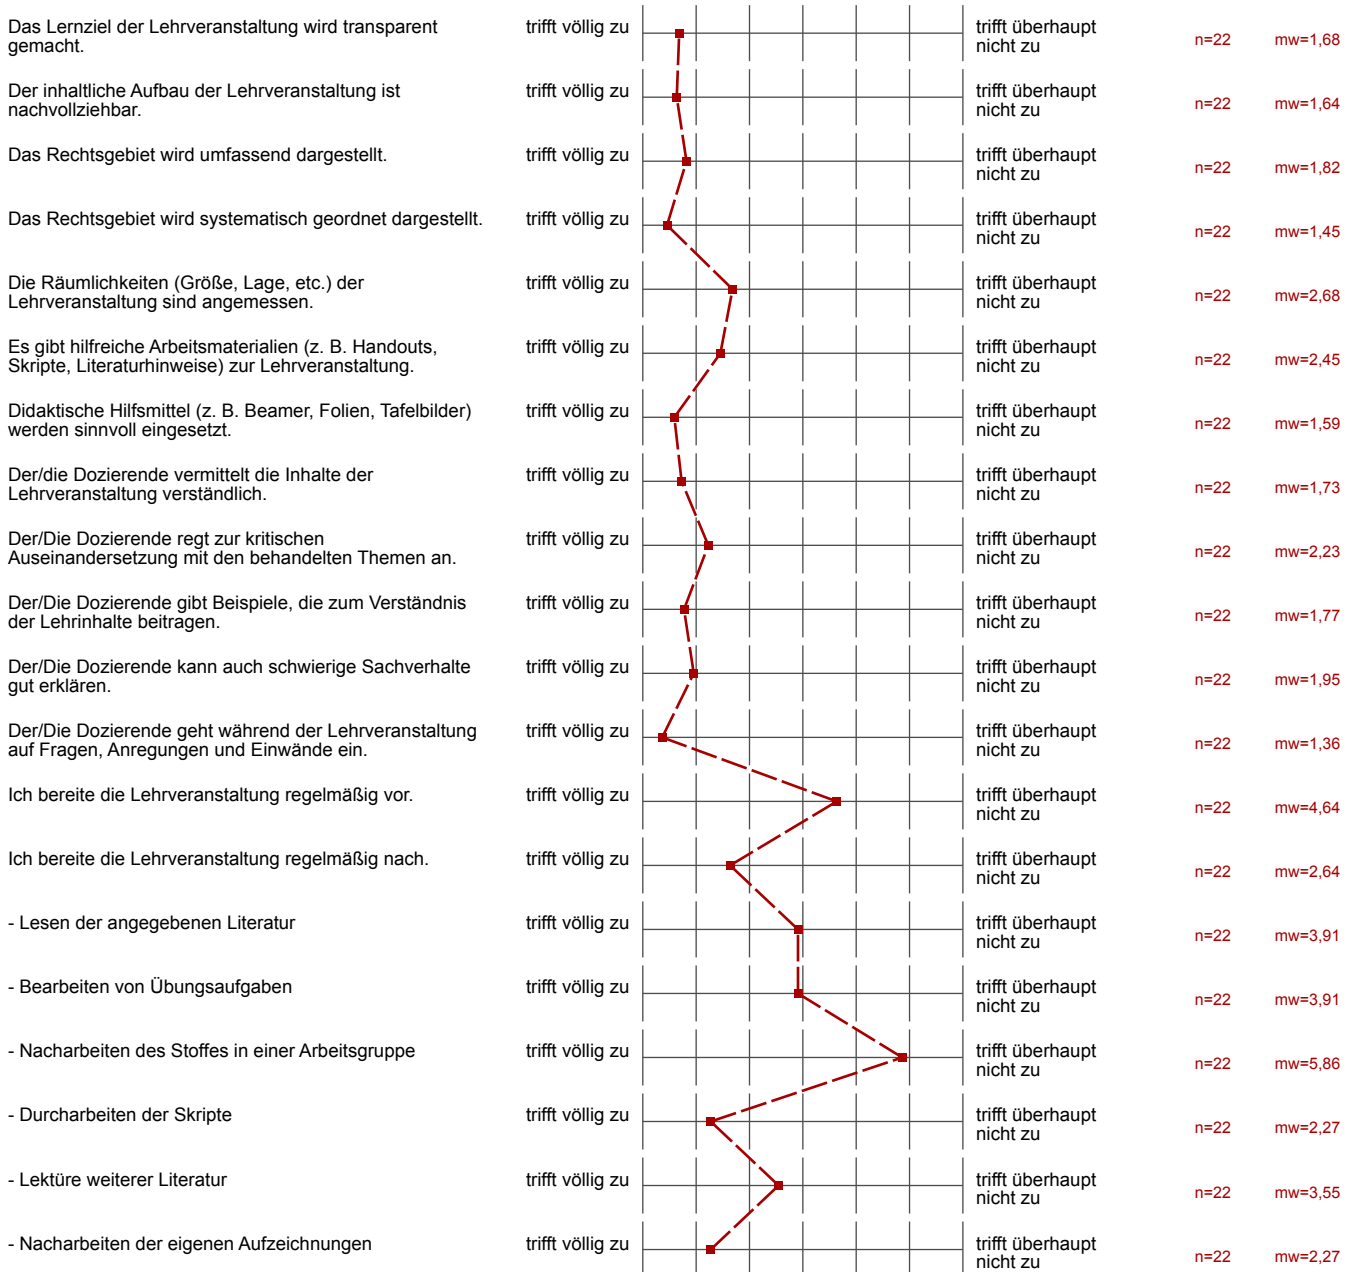 Das Lernziel der Lehrveranstaltung wird transparent trifft völlig zu trifft überhaupt
gemacht. nicht zu n=22 mw=1,68
Der inhaltliche Aufbau der Lehrveranstaltung ist trifft völlig zu trifft überhaupt
nachvollziehbar. nicht zu n=22 mw=1,64
Das Rechtsgebiet wird umfassend dargestellt. trifft völlig zu trifft überhaupt
nicht zu n=22 mw=1,82
Das Rechtsgebiet wird systematisch geordnet dargestellt. trifft völlig zu trifft überhaupt
nicht zu n=22 mw=1,45
Die Räumlichkeiten (Größe, Lage, etc.) der trifft völlig zu trifft überhaupt
Lehrveranstaltung sind angemessen. nicht zu n=22 mw=2,68
Es gibt hilfreiche Arbeitsmaterialien (z. B. Handouts, trifft völlig zu trifft überhaupt
Skripte, Literaturhinweise) zur Lehrveranstaltung. nicht zu n=22 mw=2,45
Didaktische Hilfsmittel (z. B. Beamer, Folien, Tafelbilder) trifft völlig zu trifft überhaupt
werden sinnvoll eingesetzt. nicht zu n=22 mw=1,59
Der/die Dozierende vermittelt die Inhalte der trifft völlig zu trifft überhaupt
Lehrveranstaltung verständlich. nicht zu n=22 mw=1,73
Der/Die Dozierende regt zur kritischen trifft völlig zu trifft überhaupt
Auseinandersetzung mit den behandelten Themen an. nicht zu n=22 mw=2,23
Der/Die Dozierende gibt Beispiele, die zum Verständnis trifft völlig zu trifft überhaupt
der Lehrinhalte beitragen. nicht zu n=22 mw=1,77
Der/Die Dozierende kann auch schwierige Sachverhalte trifft völlig zu trifft überhaupt
gut erklären. nicht zu n=22 mw=1,95
Der/Die Dozierende geht während der Lehrveranstaltung trifft völlig zu trifft überhaupt
auf Fragen, Anregungen und Einwände ein. nicht zu n=22 mw=1,36
Ich bereite die Lehrveranstaltung regelmäßig vor. trifft völlig zu trifft überhaupt
nicht zu n=22 mw=4,64
Ich bereite die Lehrveranstaltung regelmäßig nach. trifft völlig zu trifft überhaupt
nicht zu n=22 mw=2,64
- Lesen der angegebenen Literatur trifft völlig zu trifft überhaupt
nicht zu n=22 mw=3,91
- Bearbeiten von Übungsaufgaben trifft völlig zu trifft überhaupt
nicht zu n=22 mw=3,91
- Nacharbeiten des Stoffes in einer Arbeitsgruppe trifft völlig zu trifft überhaupt
nicht zu n=22 mw=5,86
- Durcharbeiten der Skripte trifft völlig zu trifft überhaupt
nicht zu n=22 mw=2,27
- Lektüre weiterer Literatur trifft völlig zu trifft überhaupt
nicht zu n=22 mw=3,55
- Nacharbeiten der eigenen Aufzeichnungen trifft völlig zu trifft überhaupt
nicht zu n=22 mw=2,27